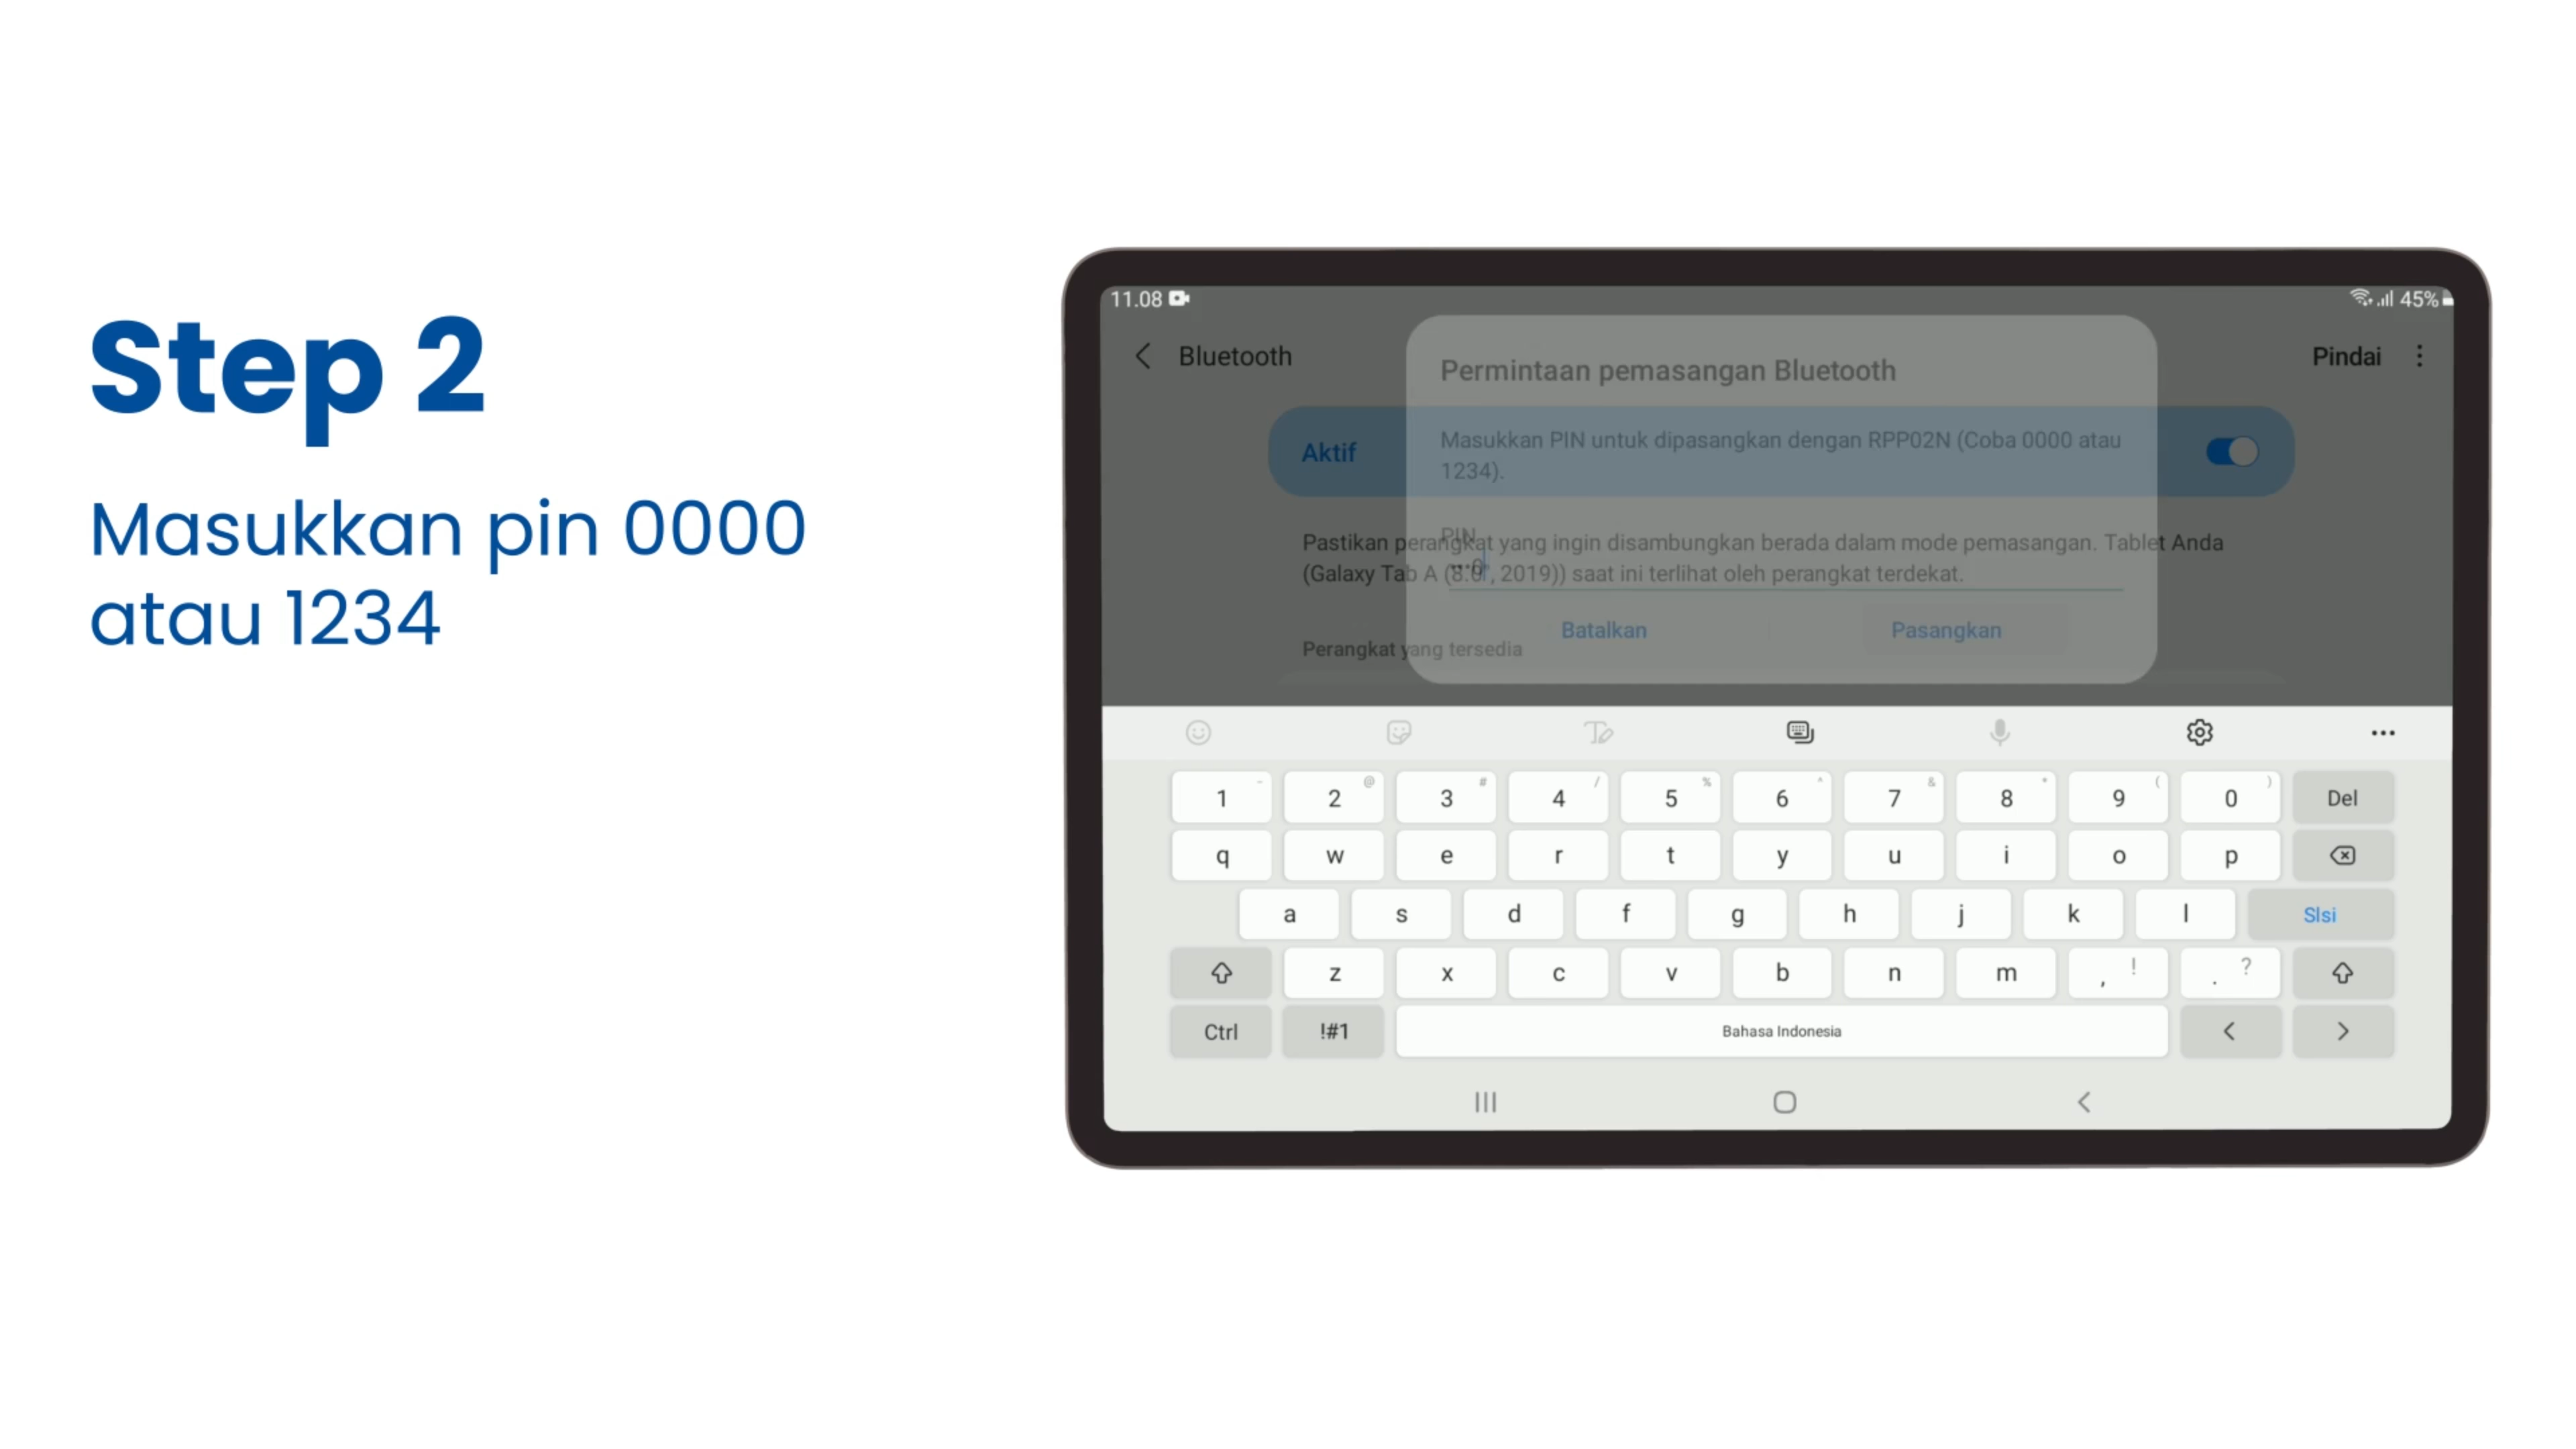 Step 2
Masukkan pin 0000
atau 1234
11.08
45%
Bluetooth
Pindai
Permintaan pemasangan Bluetooth
Aktif
Masukkan PIN untuk dipasangkan dengan RPP02N (Coba 0000 atau
1234).
PIN
Pastikan perangkat yang ingin disambungkan berada dalam mode pemasangan. Tablet Anda
(Galaxy Tab A (8.0", 2019)) saat ini terlihat oleh perangkat terdekat.
Batalkan
Pasangkan
Perangkat yang tersedia
1 2 @ 3 # 4 / 5 % 6 ^ 7 & 8 * 9 ( 0 ) Del
q w e r t y u i o p
a s d f g h j k l Slsi
z x c v b n m , ! . ?
Ctrl !#1 Bahasa Indonesia < >